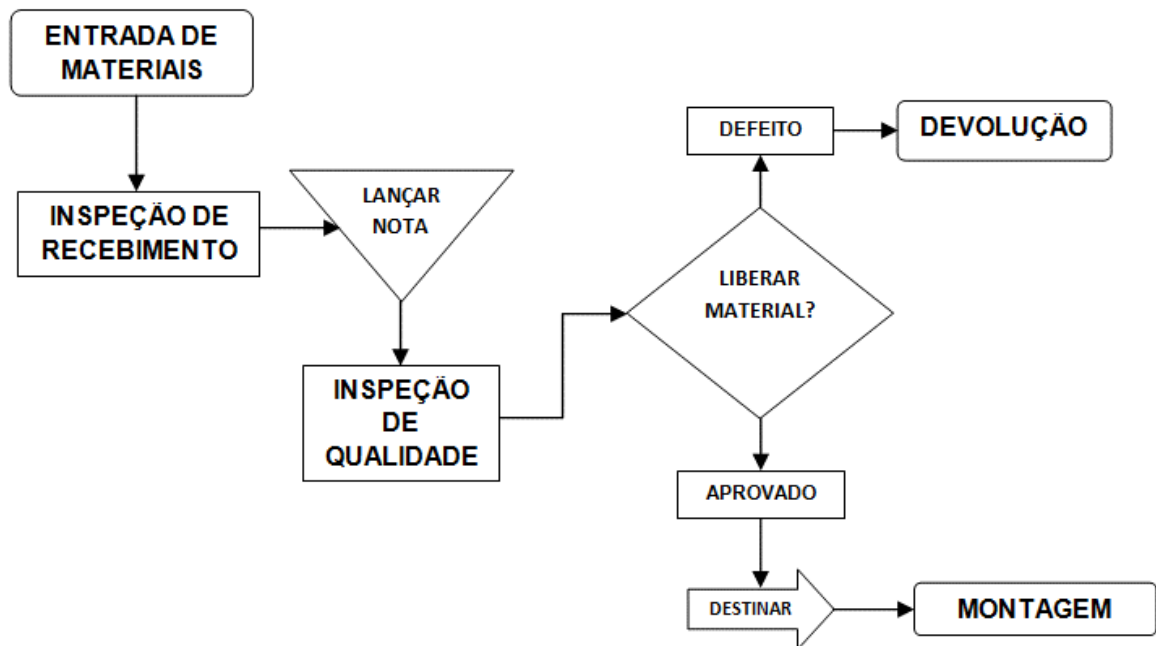 ENTRADA DE
MATERIAIS
INSPEÇÃO DE
RECEBIMENTO
LANÇAR
NOTA
INSPEÇÃO
DE
QUALIDADE
LIBERAR
MATERIAL?
DEFEITO
DEVOLUÇÃO
APROVADO
DESTINAR
MONTAGEM